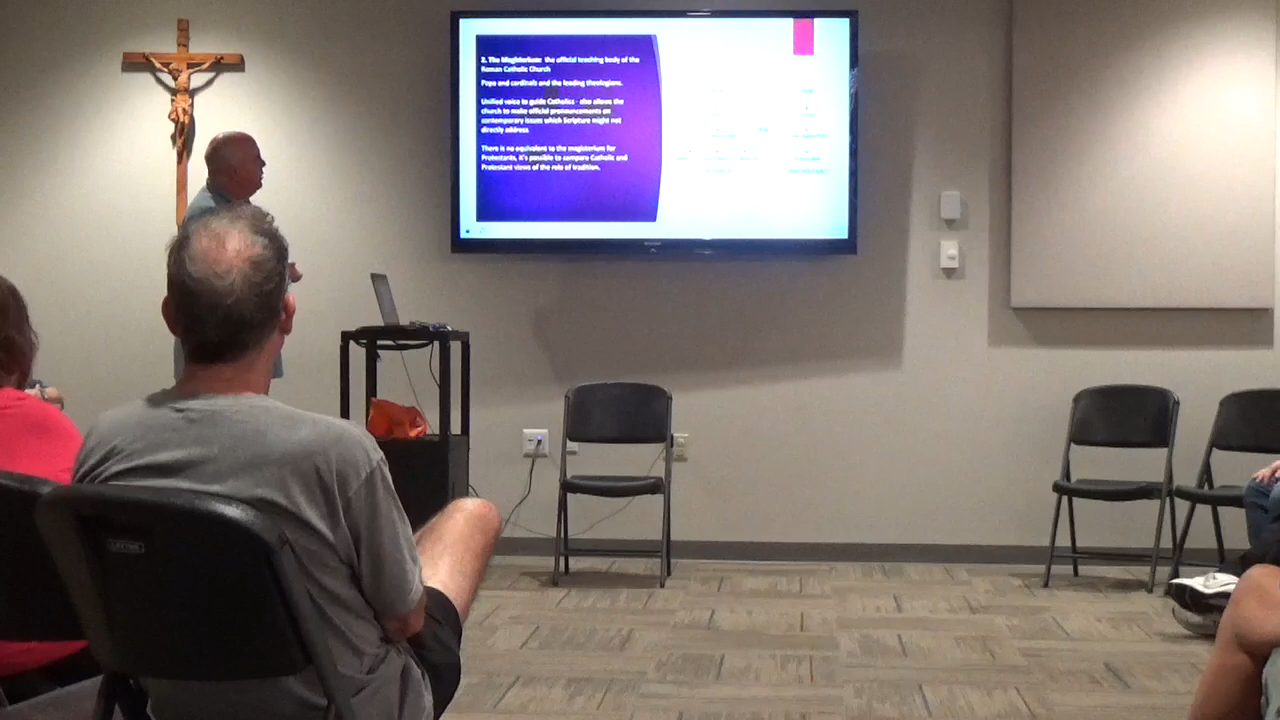 2. The Magisterium: the official teaching body of the
Roman Catholic Church
Pope and cardinals and the leading theologians.
Unified voice to guide Catholics - also allows the
church to make official pronouncements on
contemporary issues which Scripture might not
directly address
There is no equivalent to the magisterium for
Protestants, it's possible to compare Catholic and
Protestant views of the role of tradition.
LIFETIME